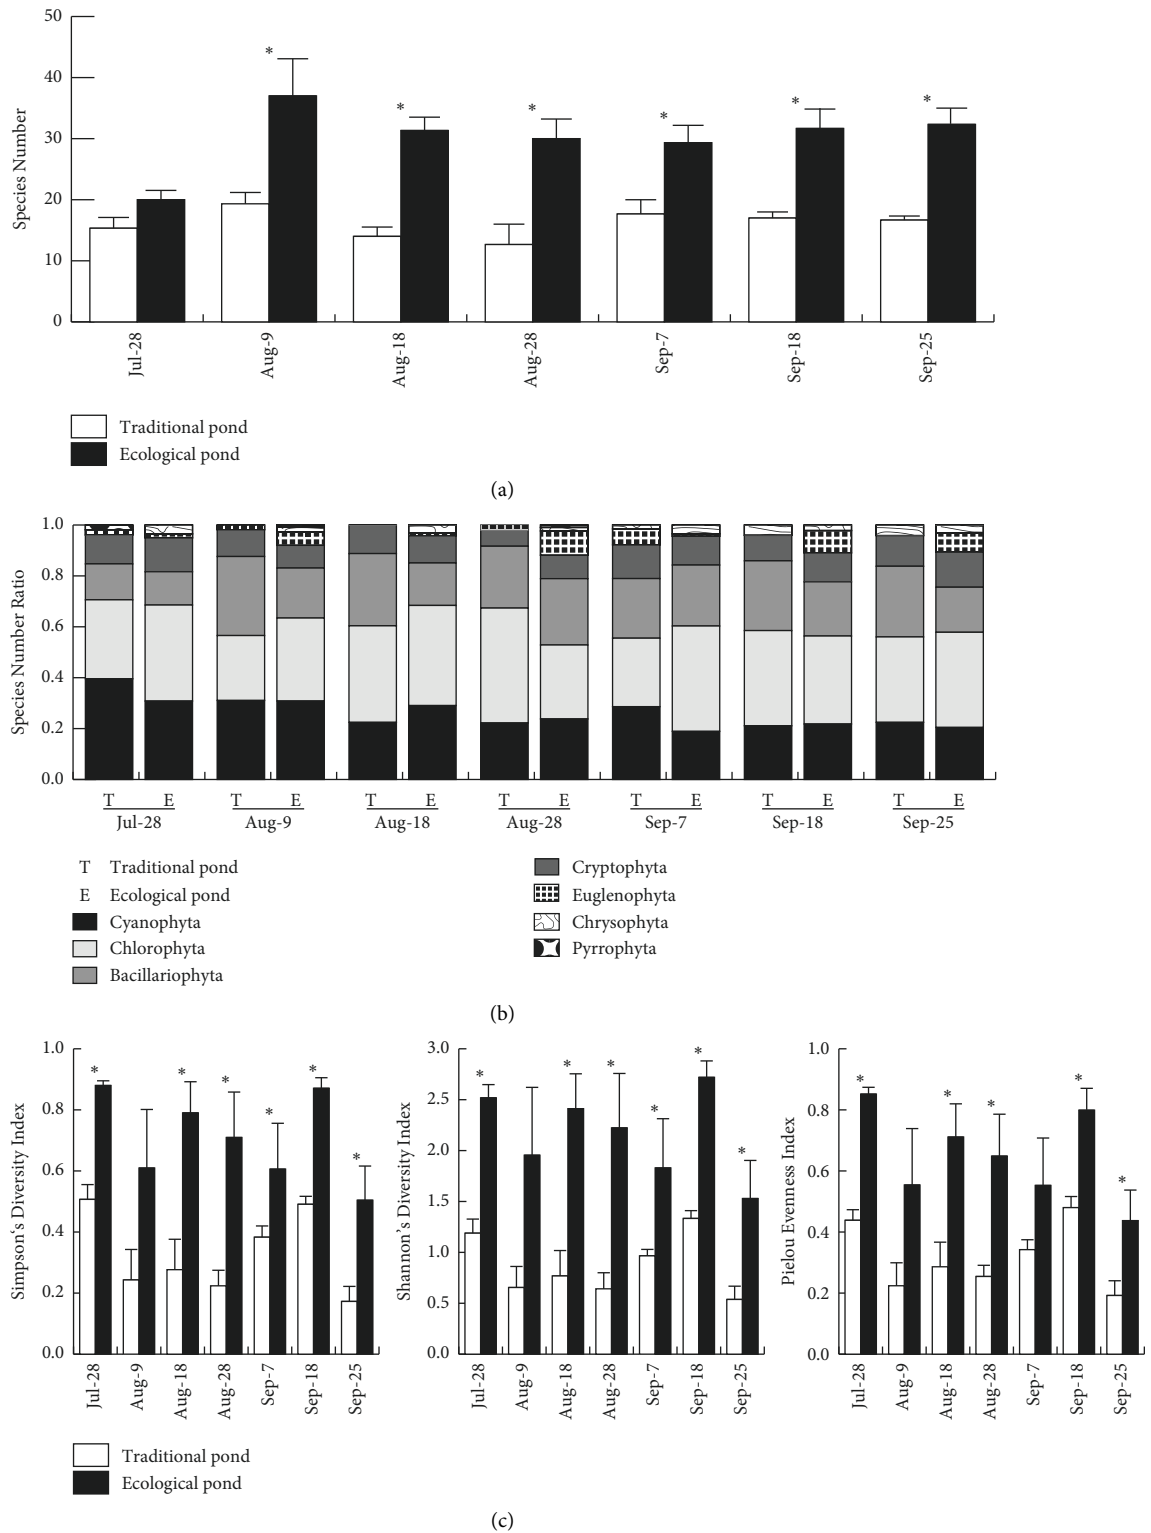 50
40
30
20
10
0
Species Number
* * * * * *
Jul-28 Aug-9 Aug-18 Aug-28 Sep-7 Sep-18 Sep-25
Traditional pond
Ecological pond
(a)
1.0
0.8
0.6
0.4
0.2
0.0
Species Number Ratio
T E T E T E T E T E T E T E
Jul-28 Aug-9 Aug-18 Aug-28 Sep-7 Sep-18 Sep-25
T Traditional pond
E Ecological pond
Cyanophyta
Chlorophyta
Bacillariophyta
Cryptophyta
Euglenophyta
Chrysophyta
Pyrrophyta
(b)
1.0
0.8
0.6
0.4
0.2
0.0
Simpson‘s Diversity Index
* * * * * *
Jul-28 Aug-9 Aug-18 Aug-28 Sep-7 Sep-18 Sep-25
3.0
2.5
2.0
1.5
1.0
0.5
0.0
Shannon’s Diversity Index
* * * * * *
Jul-28 Aug-9 Aug-18 Aug-28 Sep-7 Sep-18 Sep-25
1.0
0.8
0.6
0.4
0.2
0.0
Pielou Evenness Index
* * * * *
Jul-28 Aug-9 Aug-18 Aug-28 Sep-7 Sep-18 Sep-25
Traditional pond
Ecological pond
(c)